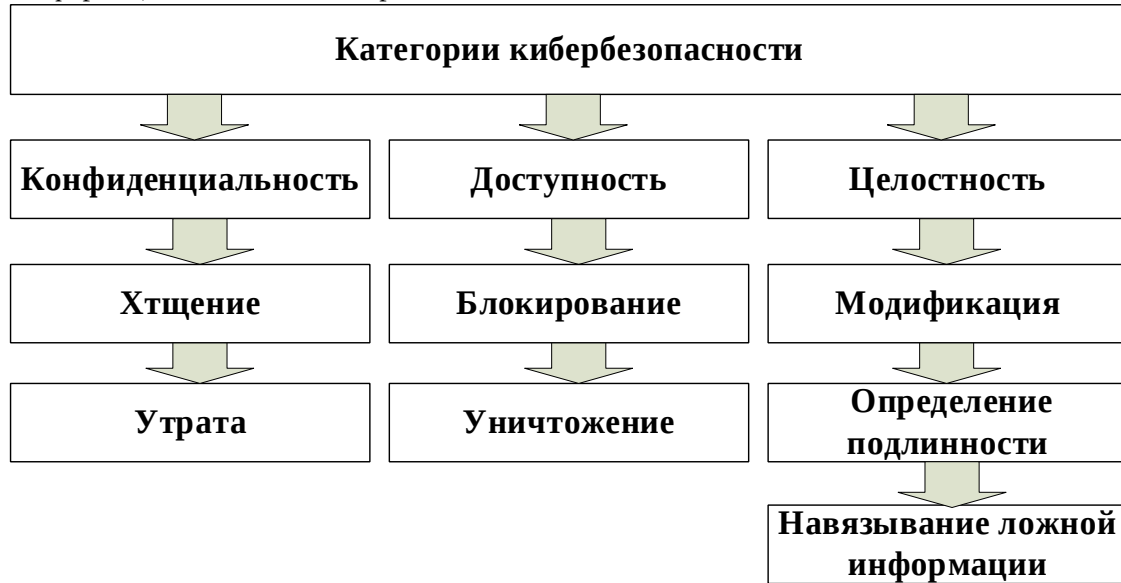 Категории кибербезопасности
Конфиденциальность
Доступность
Целостность
Хтщение
Блокирование
Модификация
Утрата
Уничтожение
Определение
подлинности
Навязывание ложной
информации